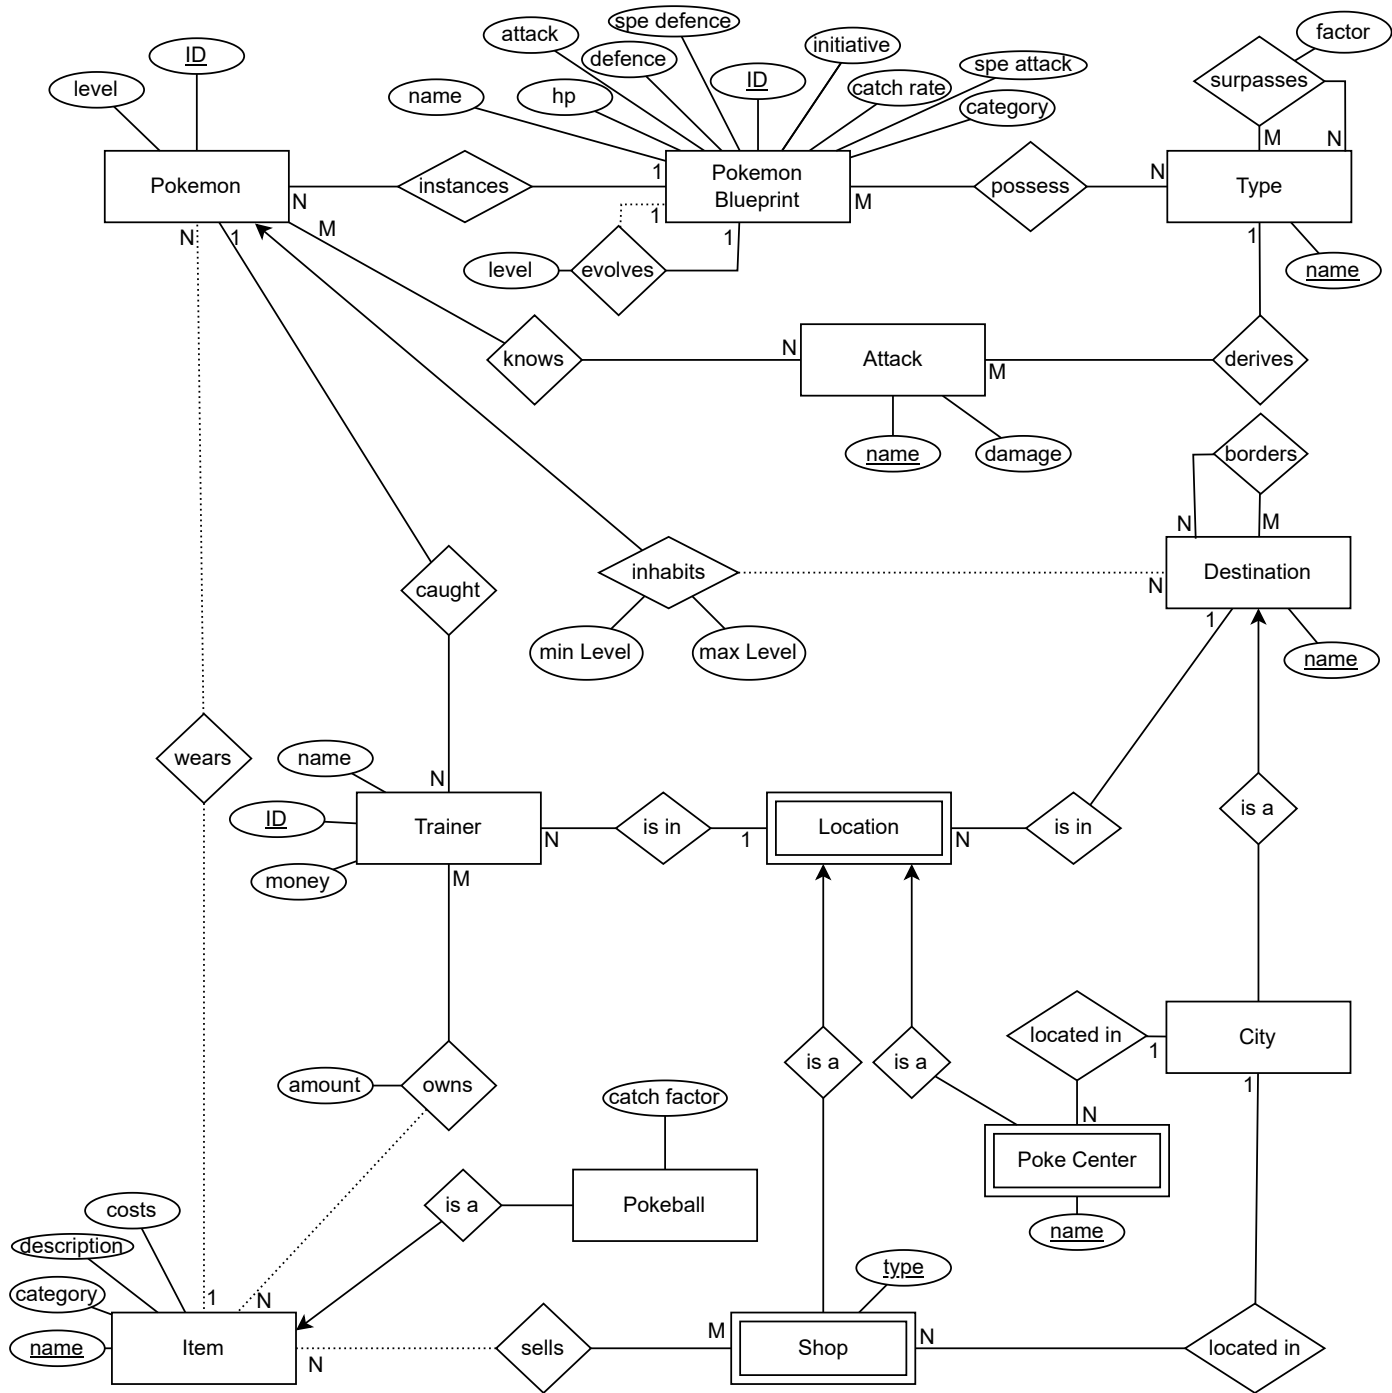 spe defence
attack
factor
initiative
ID
defence
spe attack
surpasses
ID
level
catch rate
name
hp
category
M
N
1
N
Pokemon
instances
Pokemon
Blueprint
possess
Type
N
M
1
M
N
1
1
1
level
evolves
name
N
knows
Attack
derives
M
name
damage
borders
N
M
caught
inhabits
Destination
N
1
min Level
max Level
name
wears
name
N
ID
Trainer
is in
Location
is in
is a
N
1
N
money
M
located in
City
1
is a
is a
amount
owns
1
catch factor
N
Poke Center
is a
Pokeball
costs
name
description
type
category
1
N
M
N
name
Item
sells
Shop
located in
N